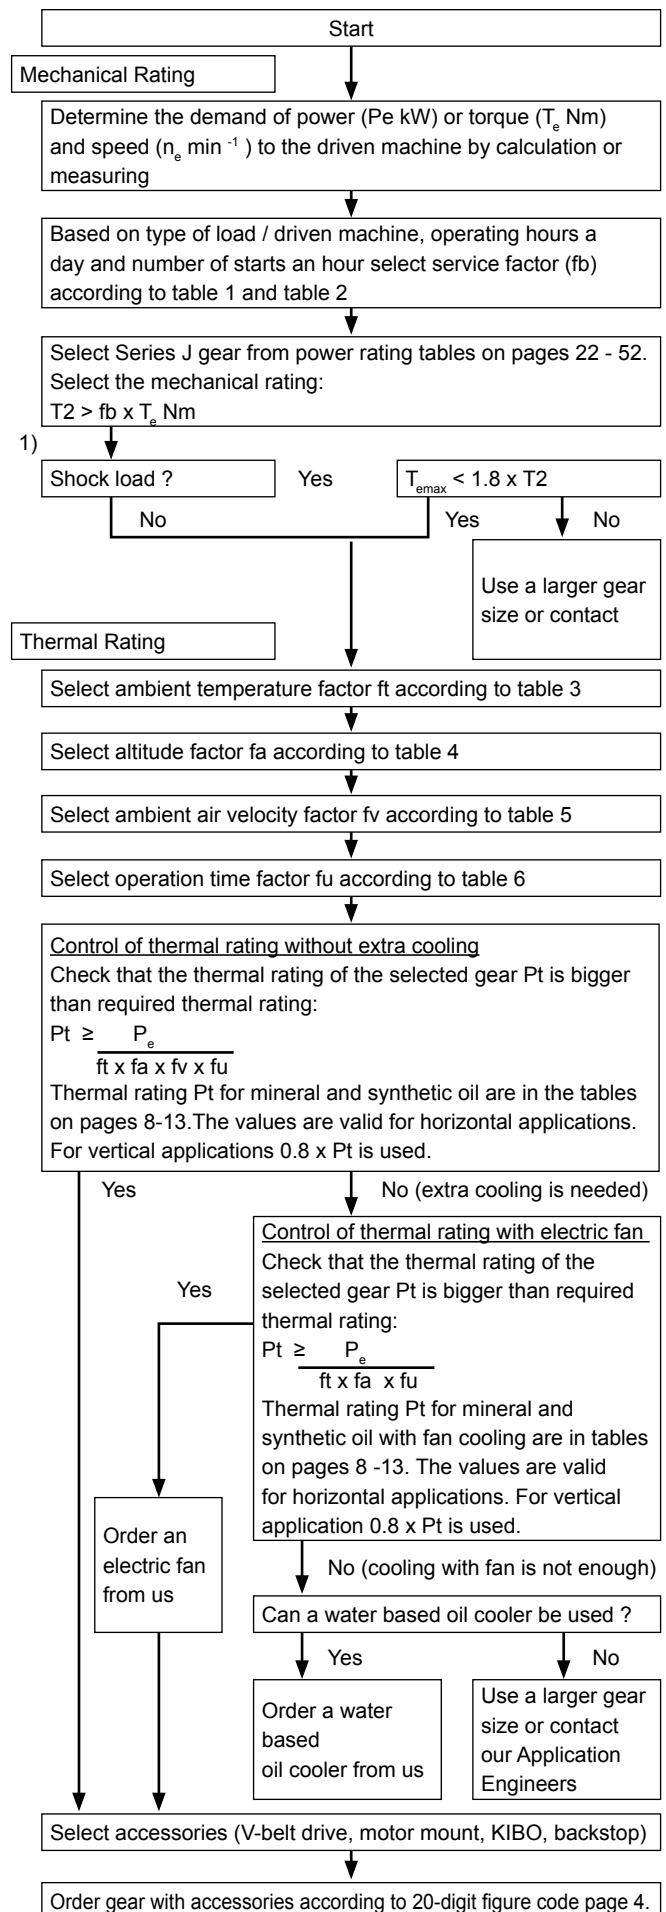 Start
Mechanical Rating
Determine the demand of power (Pe kW) or torque (Te Nm)
and speed (ne min -1 ) to the driven machine by calculation or
measuring
Based on type of load / driven machine, operating hours a
day and number of starts an hour select service factor (fb)
according to table 1 and table 2
Select Series J gear from power rating tables on pages 22 - 52.
Select the mechanical rating:
T2 > fb x Te Nm
1)
Shock load ?
Yes
Temax < 1.8 x T2
No
Yes
No
Use a larger gear
size or contact
Thermal Rating
Select ambient temperature factor ft according to table 3
Select altitude factor fa according to table 4
Select ambient air velocity factor fv according to table 5
Select operation time factor fu according to table 6
Control of thermal rating without extra cooling
Check that the thermal rating of the selected gear Pt is bigger
than required thermal rating:
Pt ≥ Pe
ft x fa x fv x fu
Thermal rating Pt for mineral and synthetic oil are in the tables
on pages 8-13.The values are valid for horizontal applications.
For vertical applications 0.8 x Pt is used.
Yes
No (extra cooling is needed)
Control of thermal rating with electric fan
Check that the thermal rating of the
selected gear Pt is bigger than required
thermal rating:
Pt ≥ Pe
ft x fa x fu
Thermal rating Pt for mineral and
synthetic oil with fan cooling are in tables
on pages 8 -13. The values are valid
for horizontal applications. For vertical
application 0.8 x Pt is used.
Yes
Order an
electric fan
from us
No (cooling with fan is not enough)
Can a water based oil cooler be used ?
Yes
No
Order a water
based
oil cooler from us
Use a larger gear
size or contact
our Application
Engineers
Select accessories (V-belt drive, motor mount, KIBO, backstop)
Order gear with accessories according to 20-digit figure code page 4.